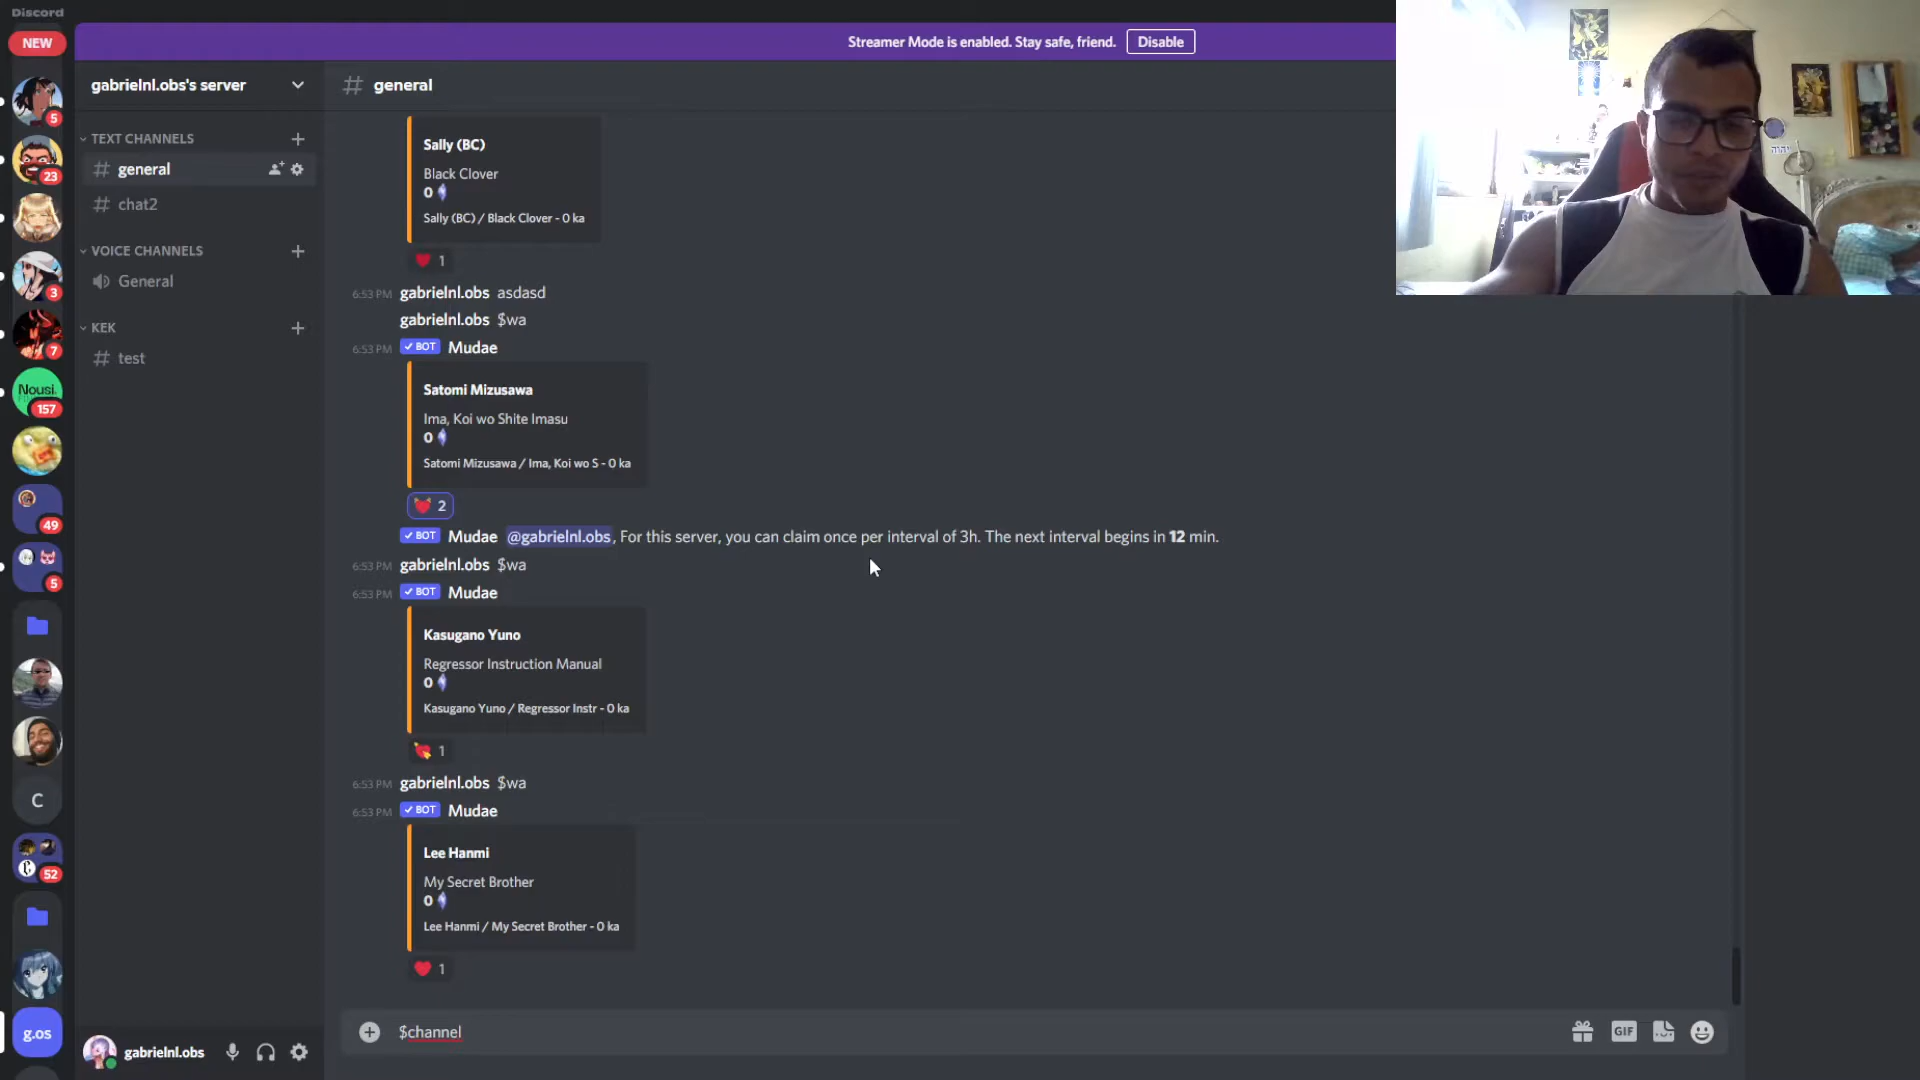 Discord
NEW
5
23
3
7
Nousi.
157
49
5
C
52
g.os
Streamer Mode is enabled. Stay safe, friend.
Disable
gabrielnl.obs's server
TEXT CHANNELS
general
chat2
VOICE CHANNELS
General
KEK
test
gabrielnl.obs
general
Sally (BC)
Black Clover
0
Sally (BC) / Black Clover - 0 ka
1
6:53 PM gabrielnl.obs asdasd
gabrielnl.obs $wa
6:53 PM BOT Mudae
Satomi Mizusawa
Ima, Koi wo Shite Imasu
0
Satomi Mizusawa / Ima, Koi wo S - 0 ka
2
BOT Mudae @gabrielnl.obs, For this server, you can claim once per interval of 3h. The next interval begins in 12 min.
6:53 PM gabrielnl.obs $wa
6:53 PM BOT Mudae
Kasugano Yuno
Regressor Instruction Manual
0
Kasugano Yuno / Regressor Instr - 0 ka
1
6:53 PM gabrielnl.obs $wa
6:53 PM BOT Mudae
Lee Hanmi
My Secret Brother
0
Lee Hanmi / My Secret Brother - 0 ka
1
$channel
GIF
יהוה